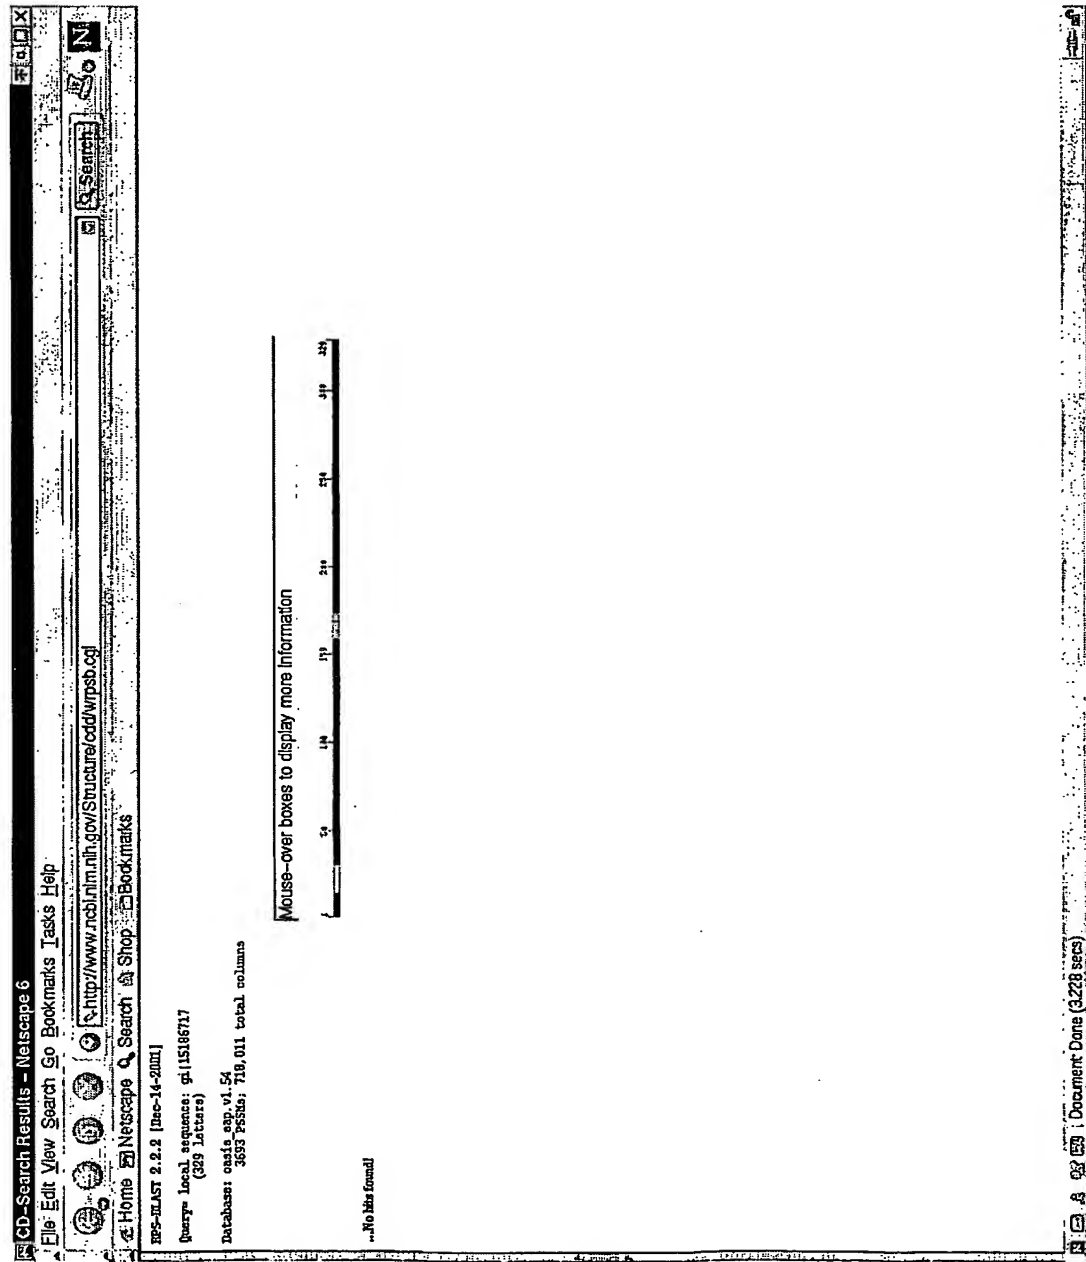 CD-Search Results - Netscape 6
File Edit View Search Go Bookmarks Tasks Help
http://www.ncbi.nlm.nih.gov/Structure/cdd/wrpsb.cgi
Search
N
Home Netscape Search Shop Bookmarks
RPS-BLAST 2.2.2 [Dec-14-2001]
Query= local sequence: gi|15186717
(329 letters)
Database: oasis_sap.v1.54
3693 PSSMs; 718,011 total columns
Mouse-over boxes to display more information
1 50 100 150 200 250 300 329
...No hits found!
Document Done (3.228 secs)